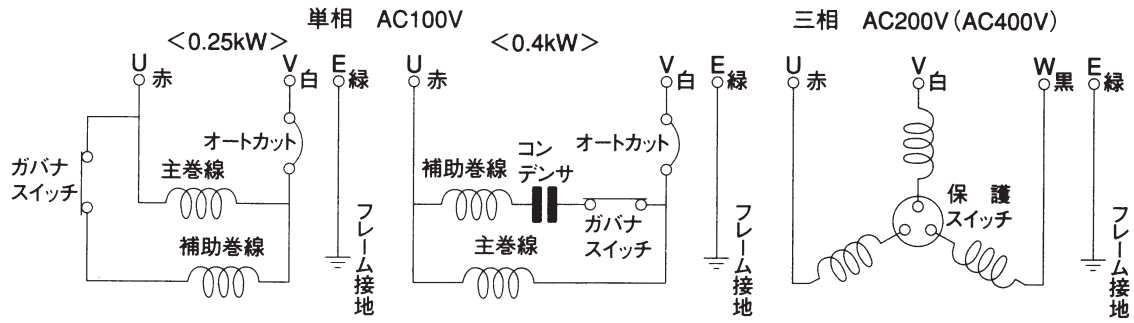 単相 AC100V
<0.25kW>
U
赤
V
白
E
緑
オートカット
ガバナ
スイッチ
主巻線
補助巻線
フレーム接地
<0.4kW>
U
赤
V
白
E
緑
オートカット
補助巻線
コン
デンサ
ガバナ
スイッチ
主巻線
フレーム接地
三相 AC200V(AC400V)
U
赤
V
白
W
黒
E
緑
保護
スイッチ
フレーム接地